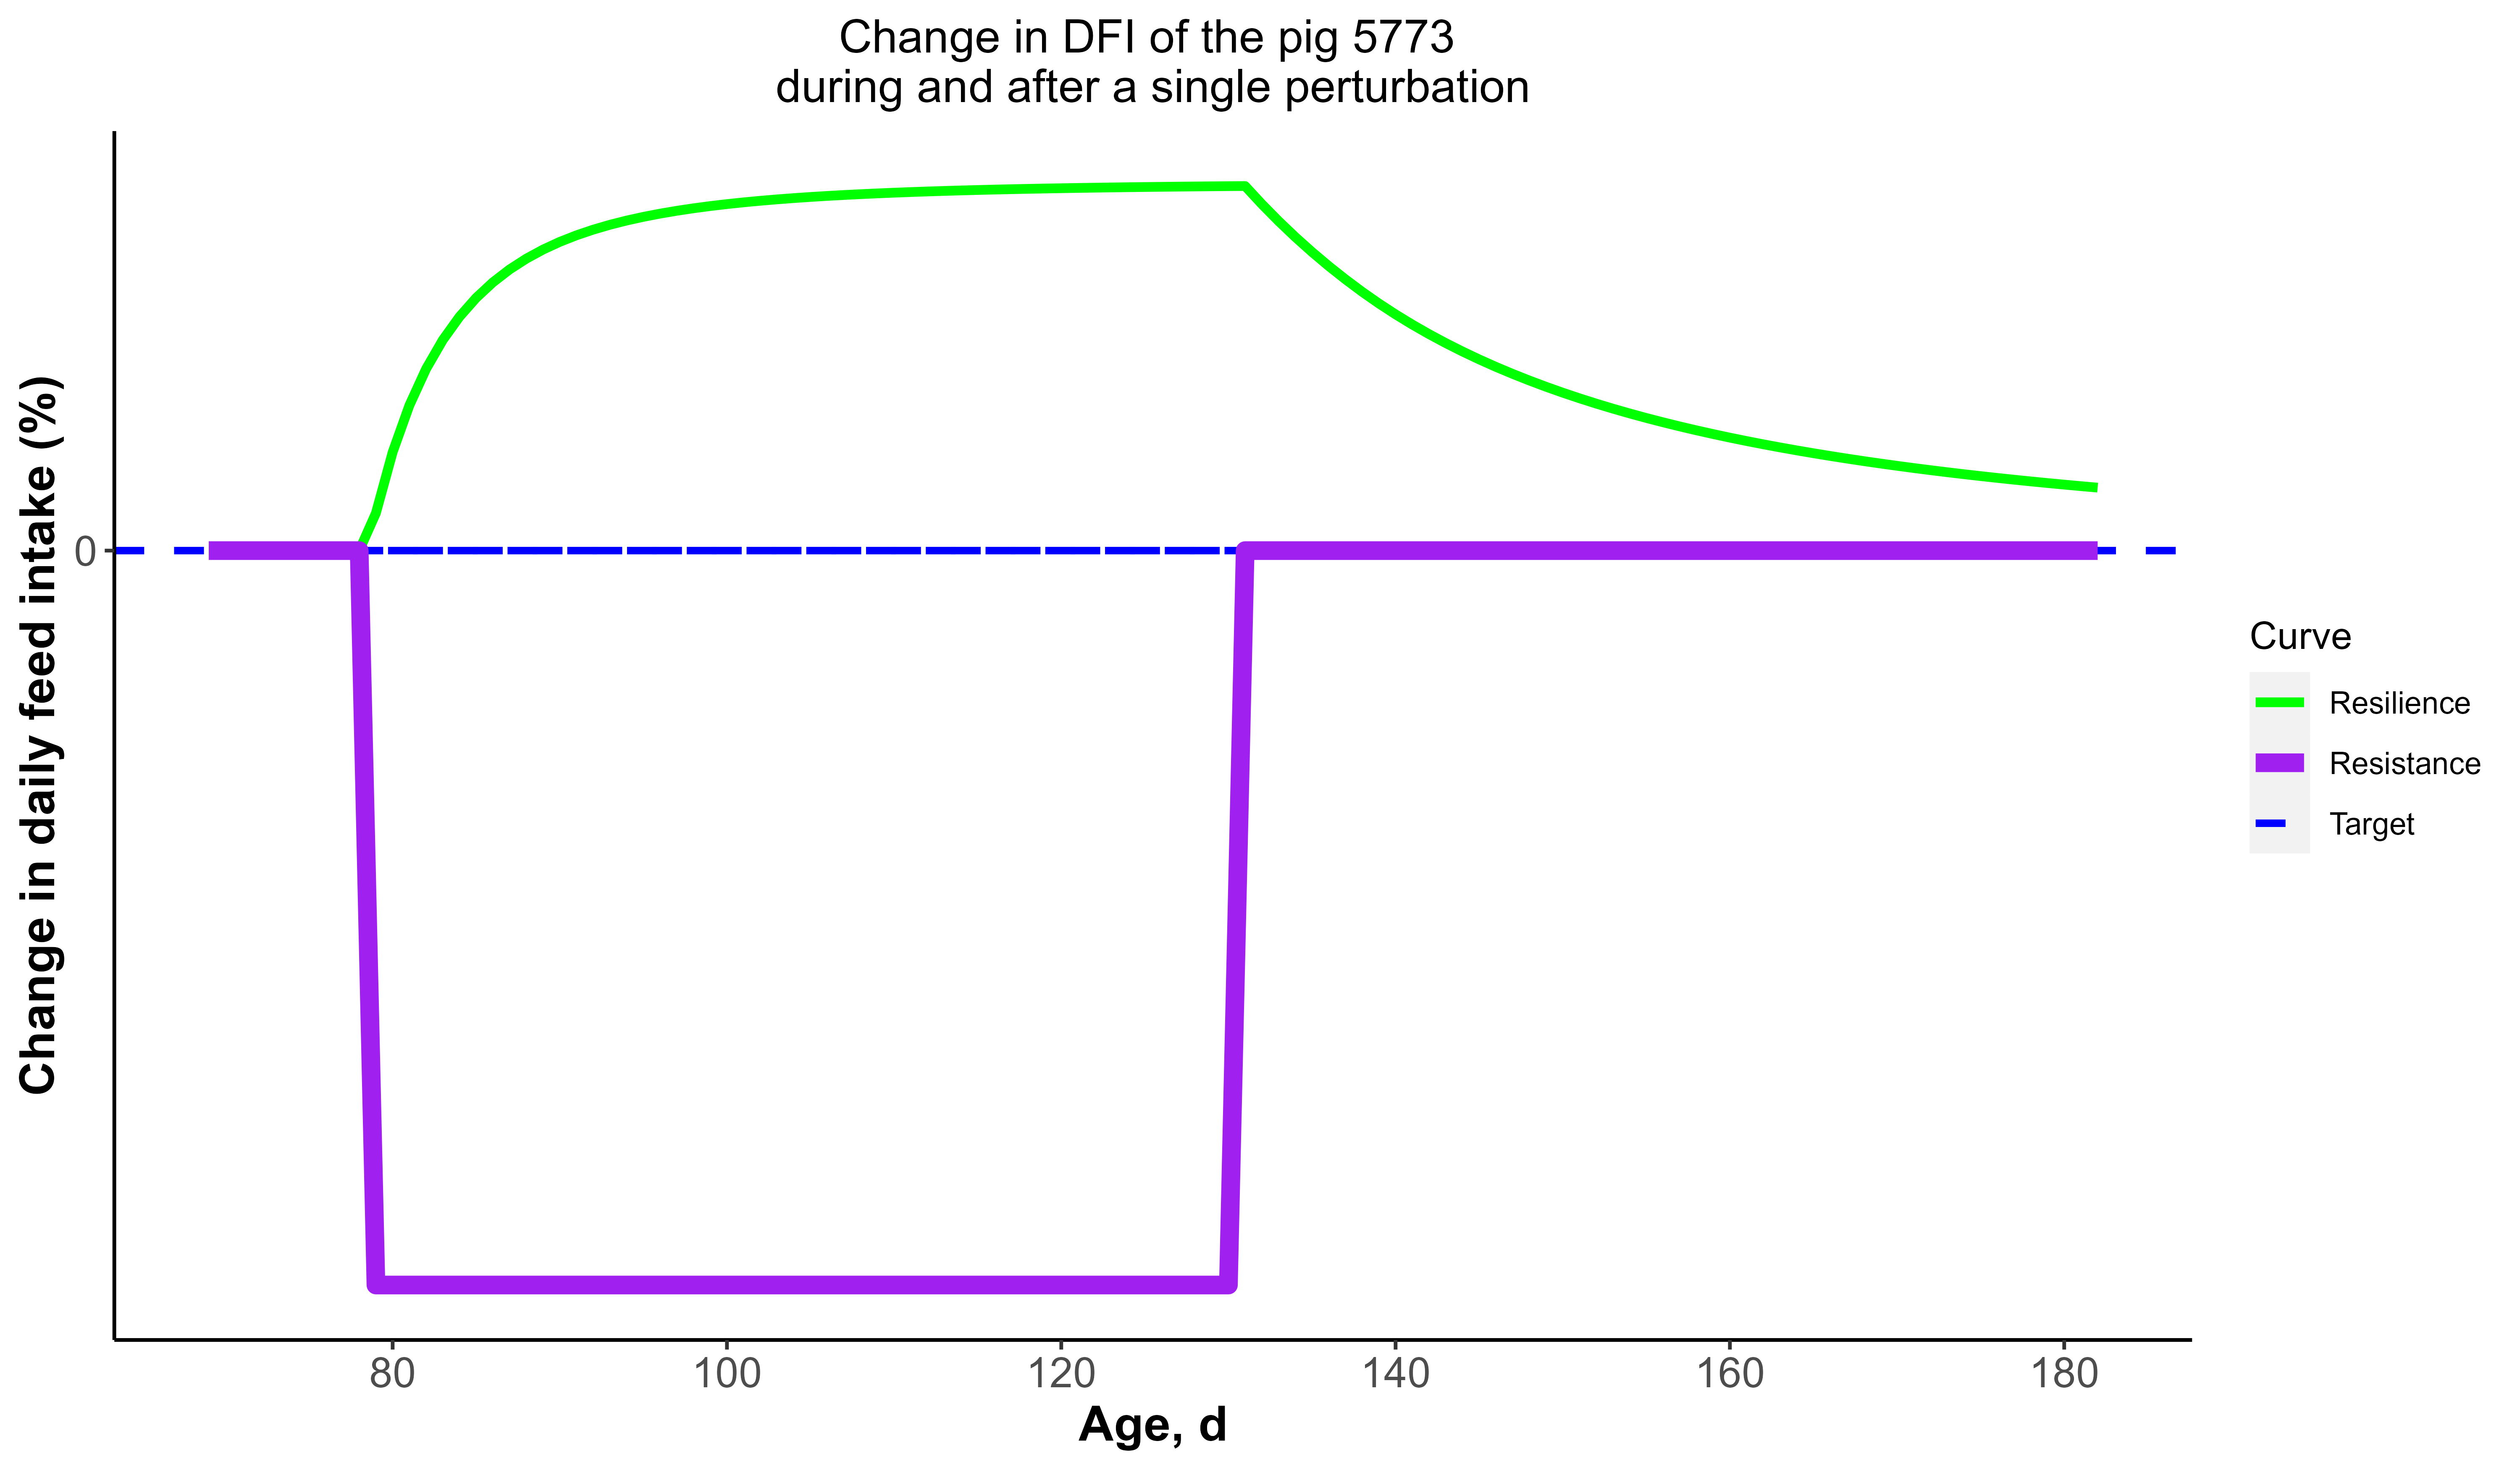 Change in DFI of the pig 5773
during and after a single perturbation
Change in daily feed intake (%)
0
80 100 120 140 160 180
Age, d
Curve
Resilience
Resistance
Target